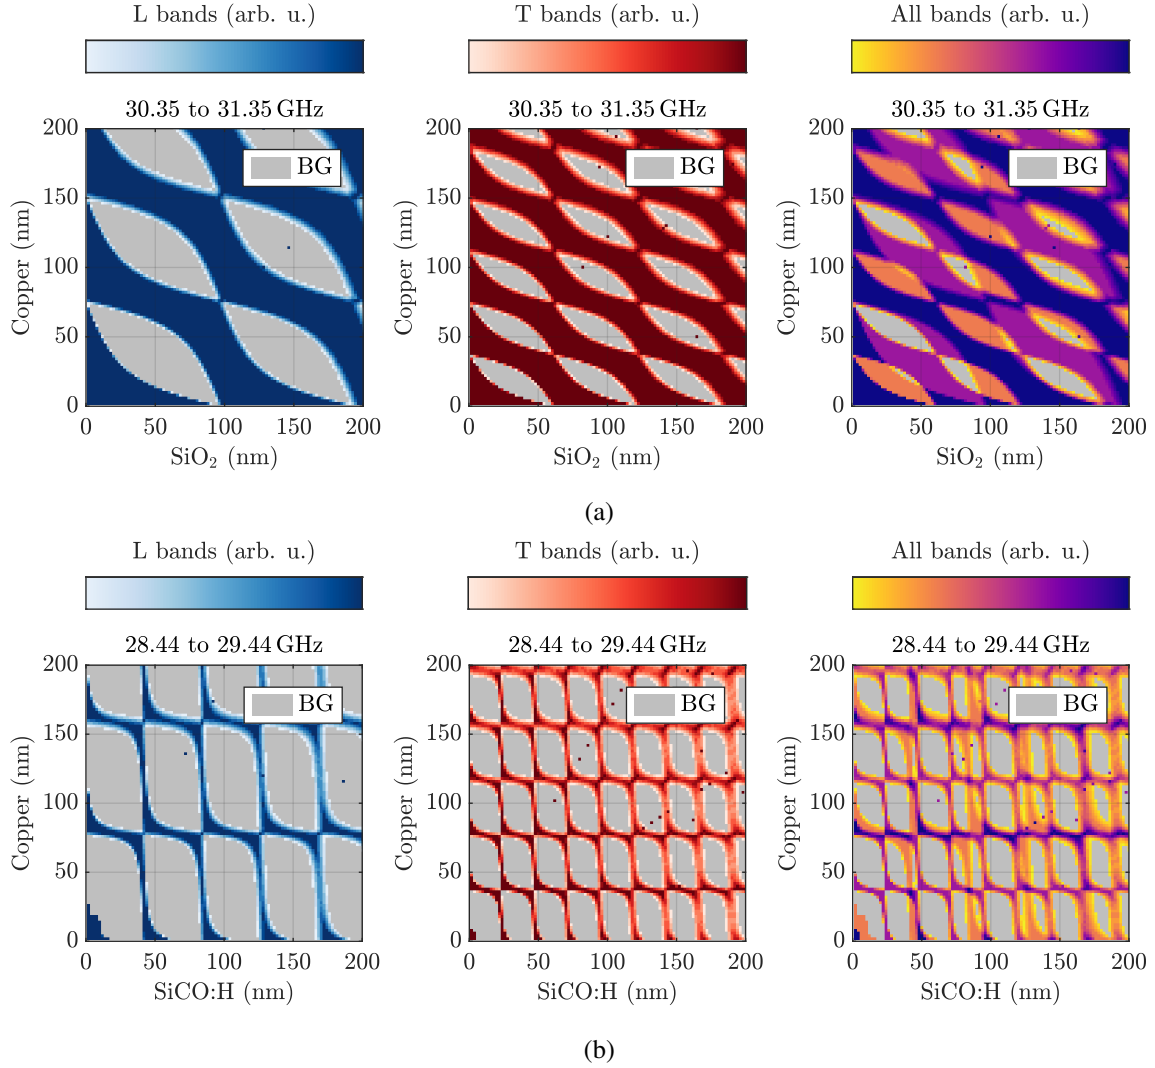 L bands (arb. u.) T bands (arb. u.) All bands (arb. u.)
30.35 to 31.35 GHz 30.35 to 31.35 GHz 30.35 to 31.35 GHz
200 200 200
BG BG BG
150 150 150
100 100 100
50 50 50
0 0 0
Copper (nm) Copper (nm) Copper (nm)
0 50 100 150 200 0 50 100 150 200 0 50 100 150 200
SiO₂ (nm) SiO₂ (nm) SiO₂ (nm)
(a)
L bands (arb. u.) T bands (arb. u.) All bands (arb. u.)
28.44 to 29.44 GHz 28.44 to 29.44 GHz 28.44 to 29.44 GHz
200 200 200
BG BG BG
150 150 150
100 100 100
50 50 50
0 0 0
Copper (nm) Copper (nm) Copper (nm)
0 50 100 150 200 0 50 100 150 200 0 50 100 150 200
SiCO:H (nm) SiCO:H (nm) SiCO:H (nm)
(b)